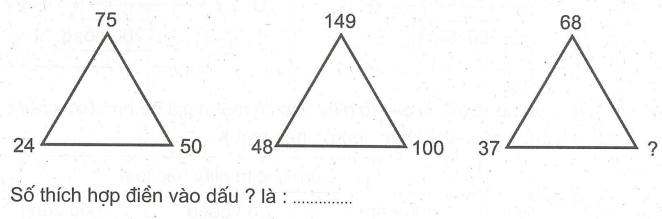 75 149 68
24 50 48 100 37 ?
Số thích hợp điền vào dấu ? là : ..............